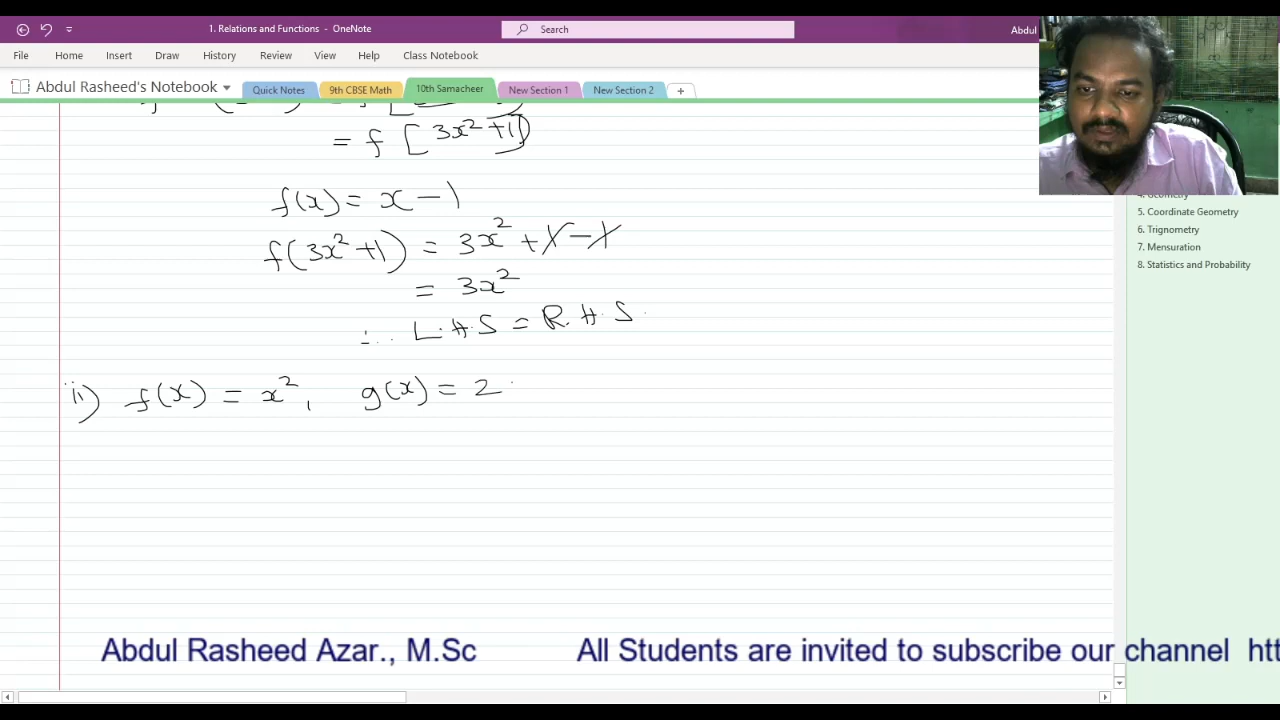 1. Relations and Functions - OneNote
Search
Abdul
File Home Insert Draw History Review View Help Class Notebook
Abdul Rasheed's Notebook
Quick Notes
9th CBSE Math
10th Samacheer
New Section 1
New Section 2
= f [3x² + 1]
f(x) = x - 1
f(3x² + 1) = 3x² + 1 - 1
= 3x²
∴ L.H.S = R.H.S.
ii) f(x) = x², g(x) = 2
5. Coordinate Geometry
6. Trignometry
7. Mensuration
8. Statistics and Probability
Abdul Rasheed Azar., M.Sc All Students are invited to subscribe our channel htt